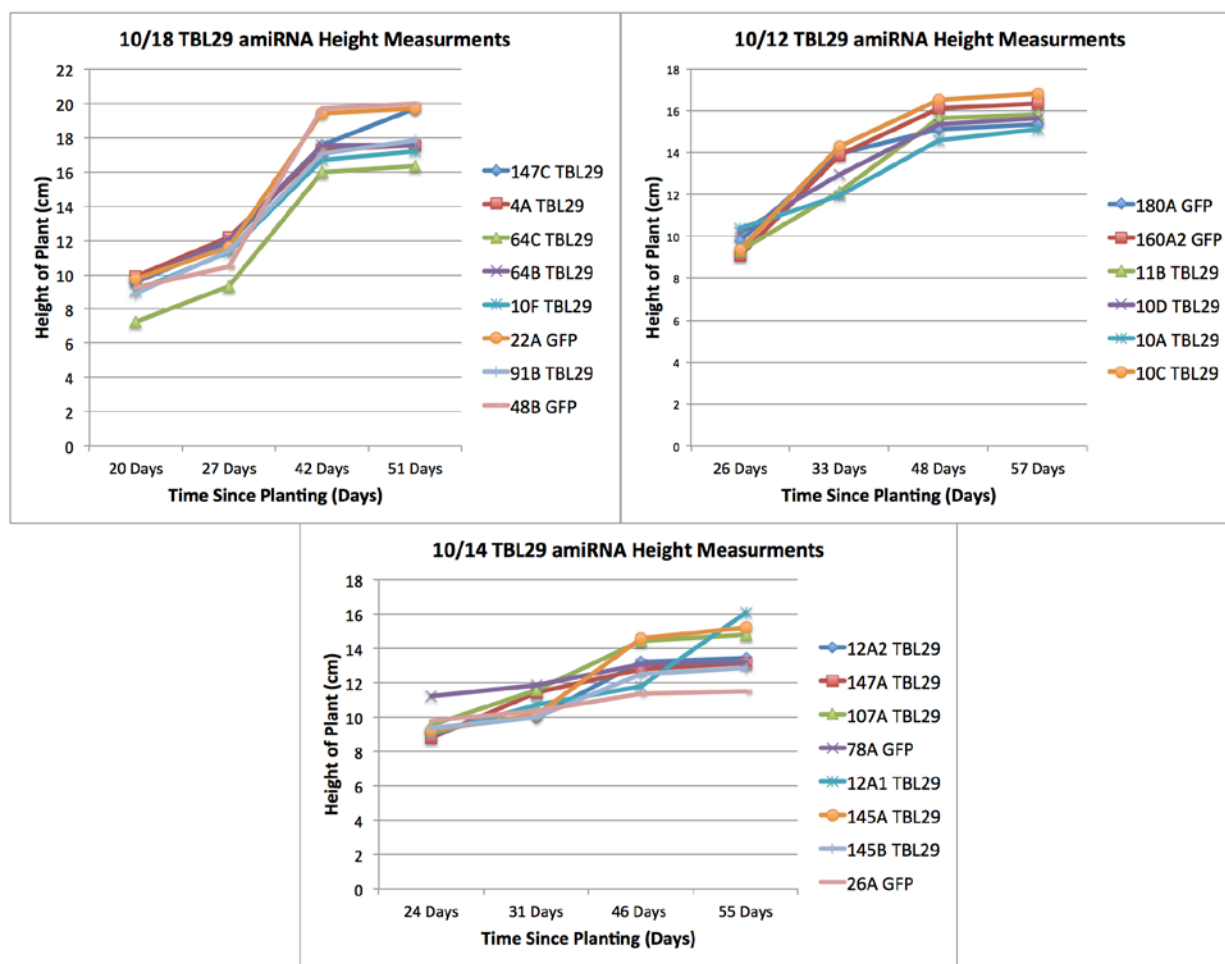 10/18 TBL29 amiRNA Height Measurments
Height of Plant (cm)
22
20
18
16
14
12
10
8
6
4
2
0
20 Days 27 Days 42 Days 51 Days
Time Since Planting (Days)
147C TBL29
4A TBL29
64C TBL29
64B TBL29
10F TBL29
22A GFP
91B TBL29
48B GFP
10/12 TBL29 amiRNA Height Measurments
Height of Plant (cm)
18
16
14
12
10
8
6
4
2
0
26 Days 33 Days 48 Days 57 Days
Time Since Planting (Days)
180A GFP
160A2 GFP
11B TBL29
10D TBL29
10A TBL29
10C TBL29
10/14 TBL29 amiRNA Height Measurments
Height of Plant (cm)
18
16
14
12
10
8
6
4
2
0
24 Days 31 Days 46 Days 55 Days
Time Since Planting (Days)
12A2 TBL29
147A TBL29
107A TBL29
78A GFP
12A1 TBL29
145A TBL29
145B TBL29
26A GFP